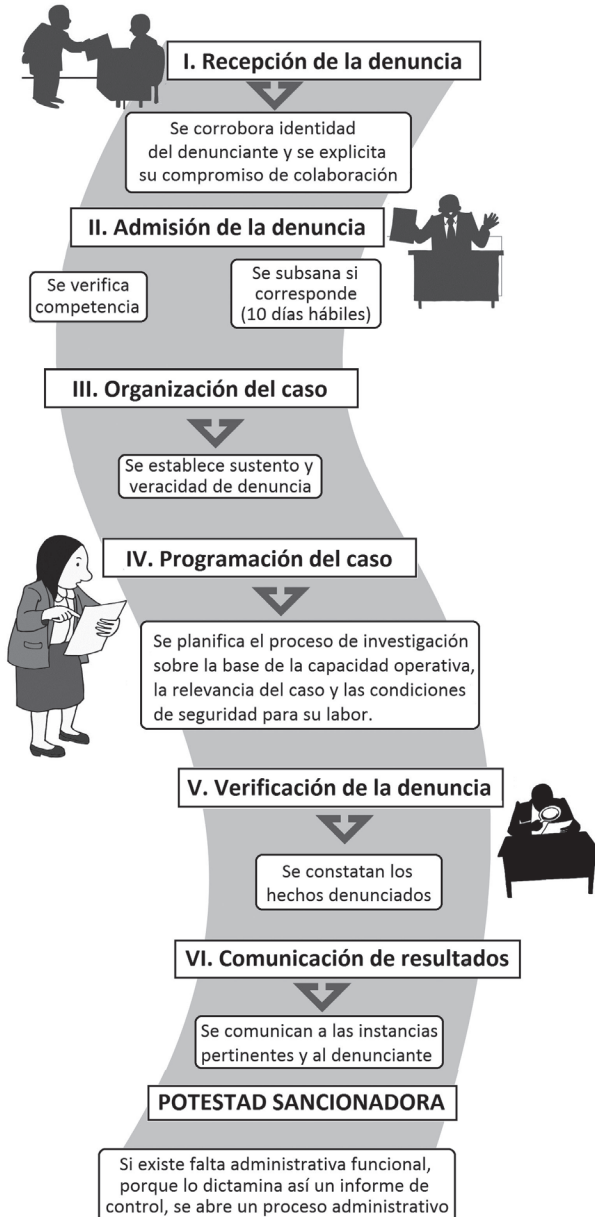 I. Recepción de la denuncia
Se corrobora identidad
del denunciante y se explicita
su compromiso de colaboración
II. Admisión de la denuncia
Se verifica
competencia
Se subsana si
corresponde
(10 días hábiles)
III. Organización del caso
Se establece sustento y
veracidad de denuncia
IV. Programación del caso
Se planifica el proceso de investigación
sobre la base de la capacidad operativa,
la relevancia del caso y las condiciones
de seguridad para su labor.
V. Verificación de la denuncia
Se constatan los
hechos denunciados
VI. Comunicación de resultados
Se comunican a las instancias
pertinentes y al denunciante
POTESTAD SANCIONADORA
Si existe falta administrativa funcional,
porque lo dictamina así un informe de
control, se abre un proceso administrativo